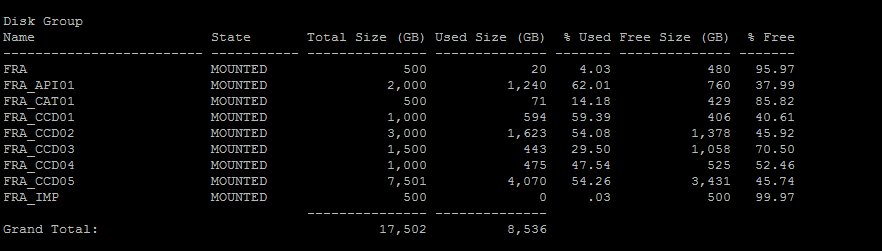 Disk Group
Name                      State       Total Size (GB) Used Size (GB)  % Used Free Size (GB)  % Free
------------------------- ----------- --------------- -------------- ------- -------------- -------
FRA                       MOUNTED                 500             20    4.03            480   95.97
FRA_API01                 MOUNTED               2,000          1,240   62.01            760   37.99
FRA_CAT01                 MOUNTED                 500             71   14.18            429   85.82
FRA_CCD01                 MOUNTED               1,000            594   59.39            406   40.61
FRA_CCD02                 MOUNTED               3,000          1,623   54.08          1,378   45.92
FRA_CCD03                 MOUNTED               1,500            443   29.50          1,058   70.50
FRA_CCD04                 MOUNTED               1,000            475   47.54            525   52.46
FRA_CCD05                 MOUNTED               7,501          4,070   54.26          3,431   45.74
FRA_IMP                   MOUNTED                 500              0     .03            500   99.97
                                      --------------- --------------
Grand Total:                                   17,502          8,536